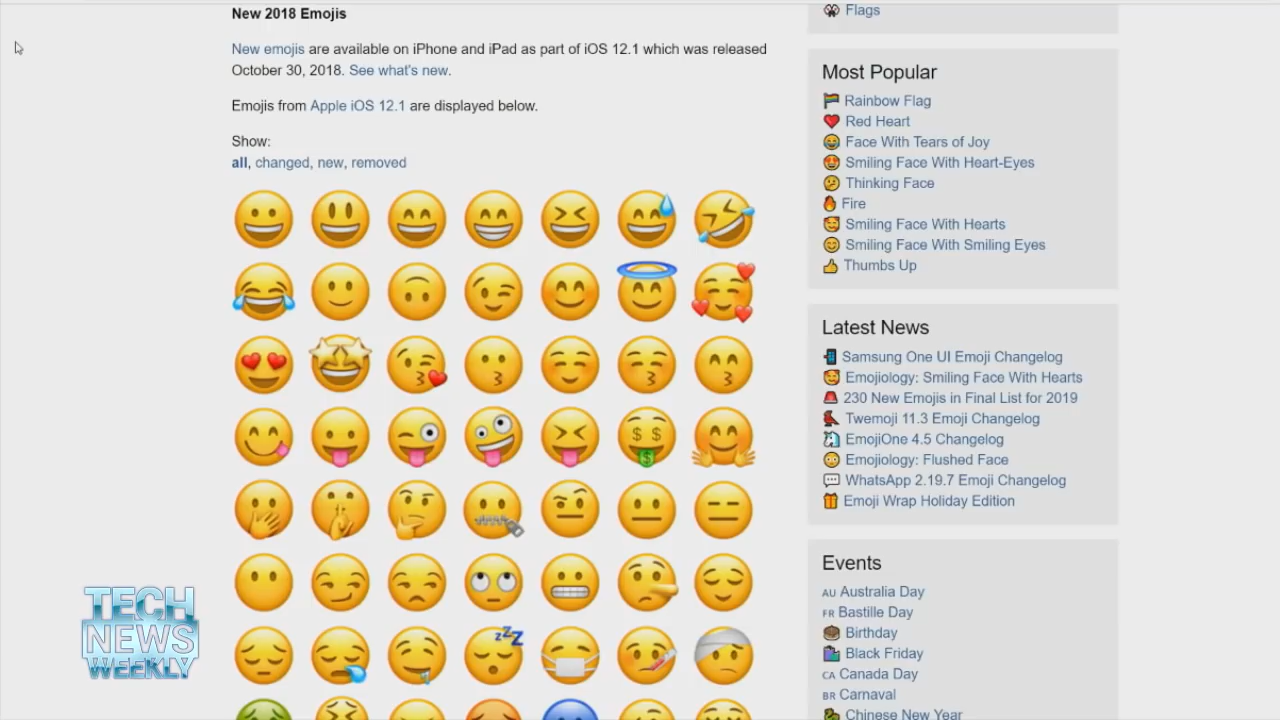 New 2018 Emojis
New emojis are available on iPhone and iPad as part of iOS 12.1 which was released
October 30, 2018. See what's new.
Emojis from Apple iOS 12.1 are displayed below.
Show:
all, changed, new, removed
zzZ
TECH
NEWS
WEEKLY
Flags
Most Popular
Rainbow Flag
Red Heart
Face With Tears of Joy
Smiling Face With Heart-Eyes
Thinking Face
Fire
Smiling Face With Hearts
Smiling Face With Smiling Eyes
Thumbs Up
Latest News
Samsung One UI Emoji Changelog
Emojiology: Smiling Face With Hearts
230 New Emojis in Final List for 2019
Twemoji 11.3 Emoji Changelog
EmojiOne 4.5 Changelog
Emojiology: Flushed Face
WhatsApp 2.19.7 Emoji Changelog
Emoji Wrap Holiday Edition
Events
AU Australia Day
FR Bastille Day
Birthday
Black Friday
CA Canada Day
BR Carnaval
Chinese New Year